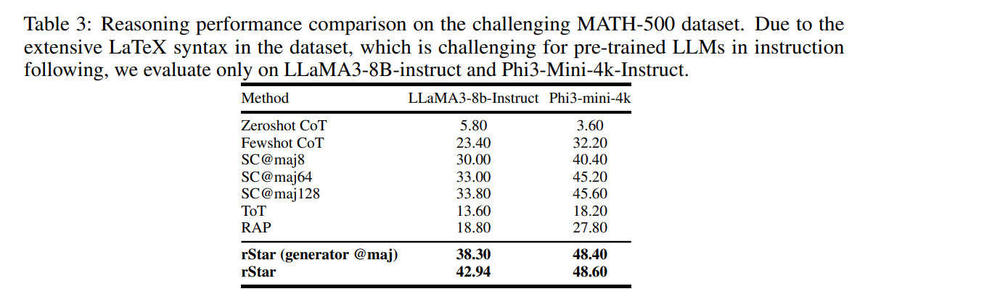 Table 3: Reasoning performance comparison on the challenging MATH-500 dataset. Due to the
extensive LaTeX syntax in the dataset, which is challenging for pre-trained LLMs in instruction
following, we evaluate only on LLaMA3-8B-instruct and Phi3-Mini-4k-Instruct.
Method LLaMA3-8b-Instruct Phi3-mini-4k
Zeroshot CoT 5.80 3.60
Fewshot CoT 23.40 32.20
SC@maj8 30.00 40.40
SC@maj64 33.00 45.20
SC@maj128 33.80 45.60
ToT 13.60 18.20
RAP 18.80 27.80
rStar (generator @maj) 38.30 48.40
rStar 42.94 48.60